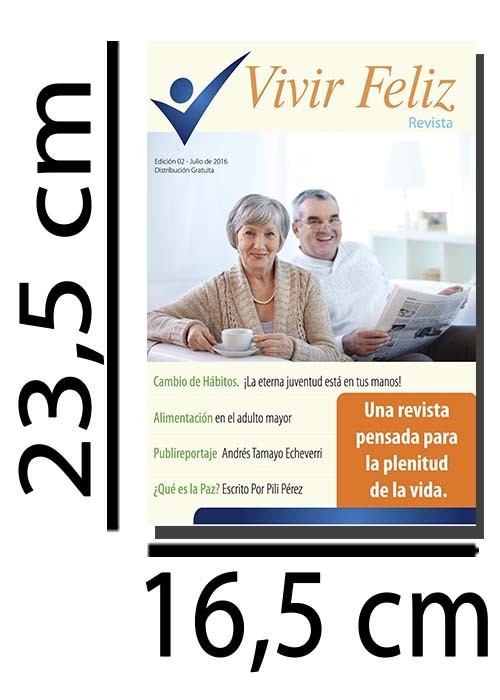 23,5 cm
Vivir Feliz
Revista
Edición 02 - Julio de 2016
Distribución Gratuita
Cambio de Hábitos. ¡La eterna juventud está en tus manos!
Alimentación en el adulto mayor
Publireportaje Andrés Tamayo Echeverri
¿Qué es la Paz? Escrito Por Pili Pérez
Una revista
pensada para
la plenitud
de la vida.
16,5 cm